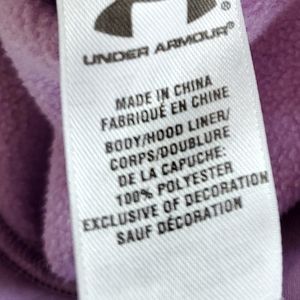 UNDER ARMOUR®
MADE IN CHINA
FABRIQUÉ EN CHINE
BODY/HOOD LINER/
CORPS/DOUBLURE
DE LA CAPUCHE:
100% POLYESTER
EXCLUSIVE OF DECORATION
SAUF DÉCORATION